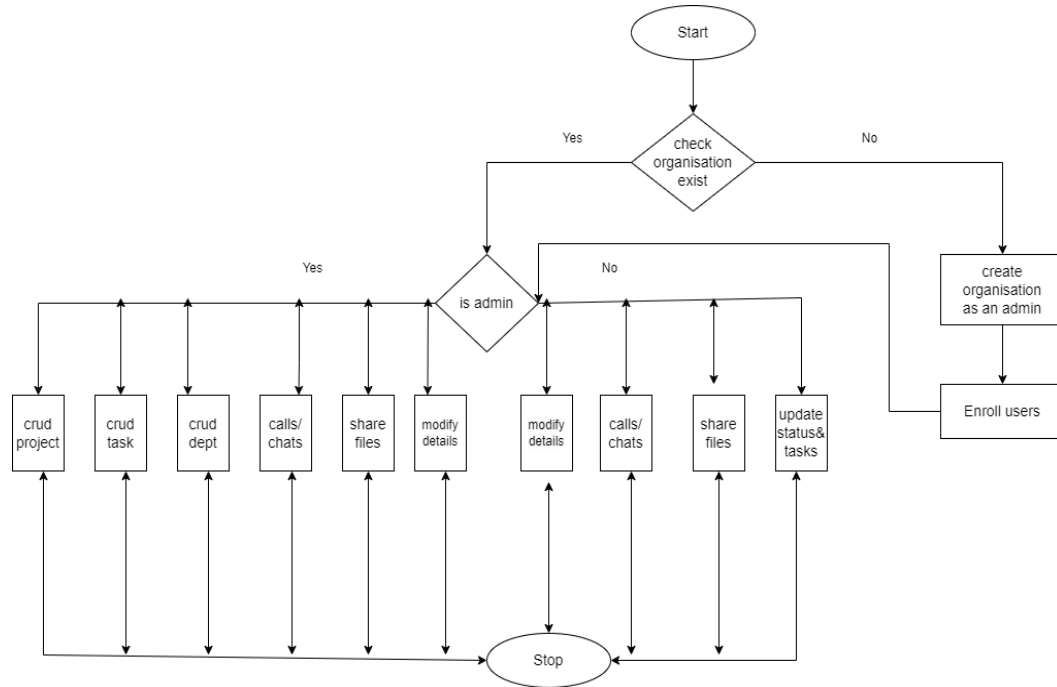 Start
Yes
No
check
organisation
exist
Yes
No
is admin
create
organisation
as an admin
crud
project
crud
task
crud
dept
calls/
chats
share
files
modify
details
modify
details
calls/
chats
share
files
update
status&
tasks
Enroll users
Stop